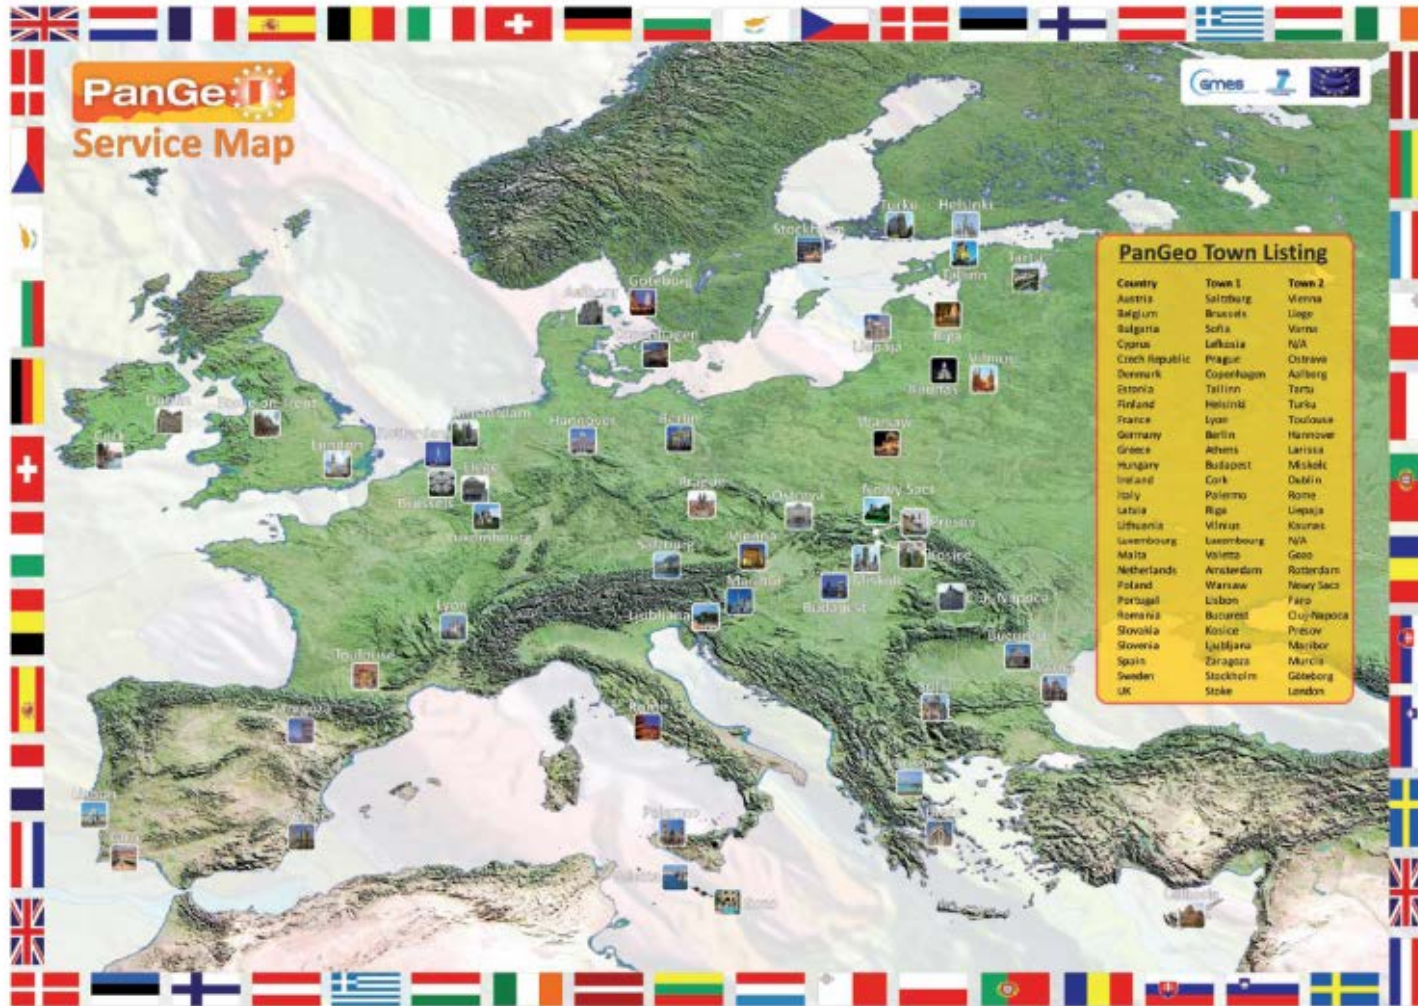 PanGe
Service Map
Gmes
Turku Helsinki
Stockholm
Tallinn
Tartu
Göteborg
Aalborg
Riga
Liepaja
Copenhagen
Vilnius
Kaunas
Dublin
Stoke-on-Trent
Amsterdam
Hannover
Berlin
Warsaw
Cork
London
Rotterdam
Liege
Brussels
Prague
Ostrava
Nowy Sacz
Presov
Luxembourg
Salzburg
Vienna
Kosice
Miskolc
Maribor
Budapest
Cluj-Napoca
Lyon
Ljubljana
Bucurest
Toulouse
Zaragoza
Rome
Lisbon
Palermo
Gozo
PanGeo Town Listing
Country Town 1 Town 2
Austria Saltzburg Vienna
Belgium Brussels Liege
Bulgaria Sofia Varna
Cyprus Lefkosia N/A
Czech Republic Prague Ostrava
Denmark Copenhagen Aalberg
Estonia Tallinn Tartu
Finland Helsinki Turku
France Lyon Toulouse
Germany Berlin Hannover
Greece Athens Larissa
Hungary Budapest Miskolc
Ireland Cork Dublin
Italy Palermo Rome
Latvia Riga Liepaja
Lithuania Vilnius Kaunas
Luxembourg Luxembourg N/A
Malta Valetta Gozo
Netherlands Amsterdam Rotterdam
Poland Warsaw Nowy Sacz
Portugal Lisbon Faro
Romania Bucurest Cluj-Napoca
Slovakia Kosice Presov
Slovenia Ljubljana Maribor
Spain Zaragoza Murcia
Sweden Stockholm Göteborg
UK Stoke London